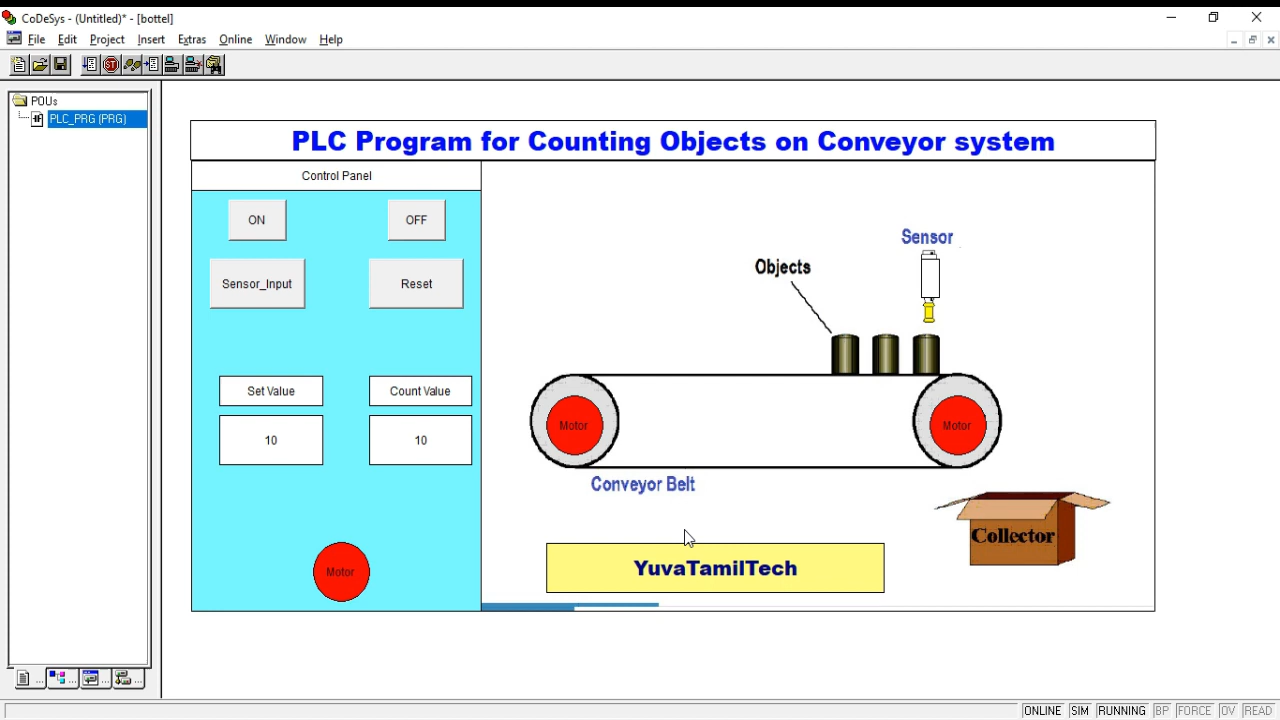 CoDeSys - (Untitled)* - [bottel]
File Edit Project Insert Extras Online Window Help
POUs
PLC_PRG (PRG)
PLC Program for Counting Objects on Conveyor system
Control Panel
ON OFF
Sensor_Input Reset
Set Value Count Value
10 10
Motor
Sensor
Objects
Motor Motor
Conveyor Belt
Collector
YuvaTamilTech
ONLINE SIM RUNNING BP FORCE OV READ